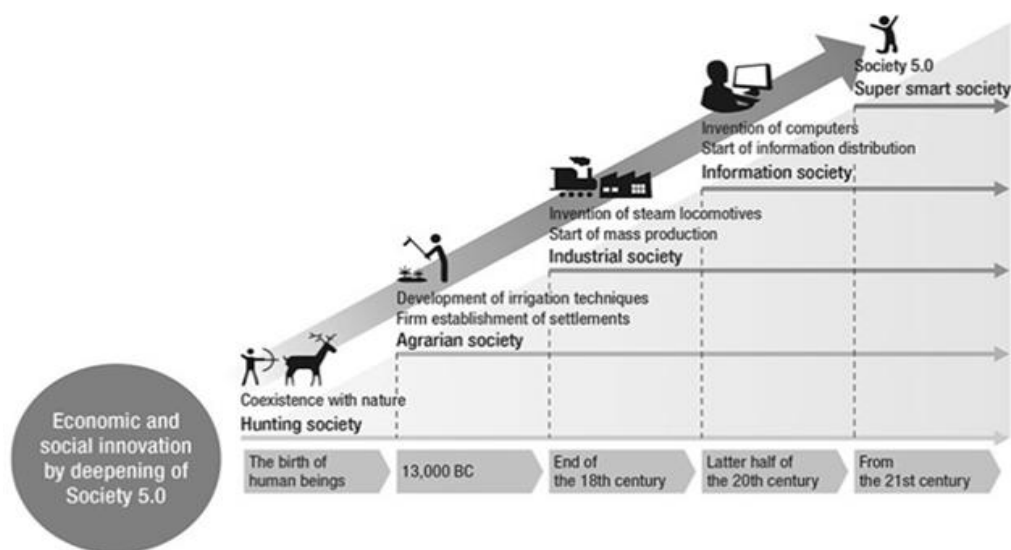 Society 5.0
Super smart society
Invention of computers
Start of information distribution
Information society
Invention of steam locomotives
Start of mass production
Industrial society
Development of irrigation techniques
Firm establishment of settlements
Agrarian society
Coexistence with nature
Hunting society
Economic and
social innovation
by deepening of
Society 5.0
The birth of
human beings
13,000 BC
End of
the 18th century
Latter half of
the 20th century
From
the 21st century